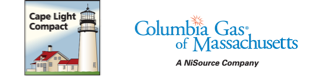 Cape Light
Compact
Columbia Gas®
of Massachusetts
A NiSource Company